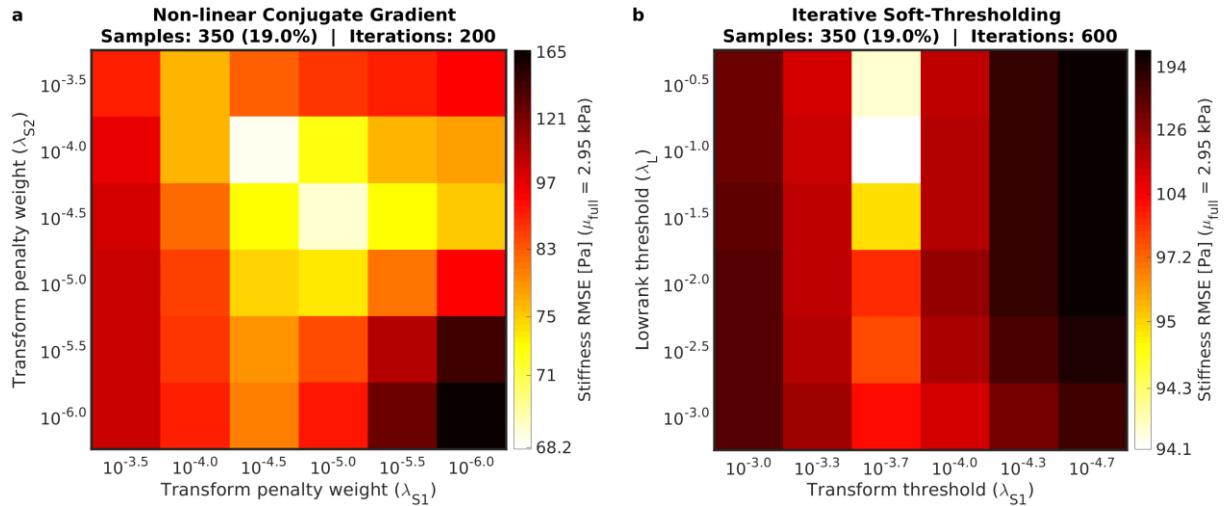 a
Non-linear Conjugate Gradient
Samples: 350 (19.0%) | Iterations: 200
Transform penalty weight (λS2)
10-3.5
10-4.0
10-4.5
10-5.0
10-5.5
10-6.0
10-3.5 10-4.0 10-4.5 10-5.0 10-5.5 10-6.0
Transform penalty weight (λS1)
165
121
97
83
75
71
68.2
Stiffness RMSE [Pa] (μfull = 2.95 kPa)
b
Iterative Soft-Thresholding
Samples: 350 (19.0%) | Iterations: 600
Lowrank threshold (λL)
10-0.5
10-1.0
10-1.5
10-2.0
10-2.5
10-3.0
10-3.0 10-3.3 10-3.7 10-4.0 10-4.3 10-4.7
Transform threshold (λS1)
194
126
104
97.2
95
94.3
94.1
Stiffness RMSE [Pa] (μfull = 2.95 kPa)